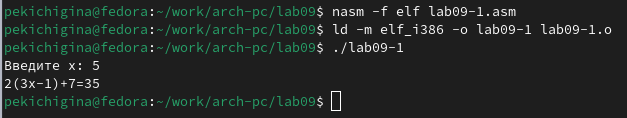 pekichigina@fedora:~/work/arch-pc/lab09$ nasm -f elf lab09-1.asm
pekichigina@fedora:~/work/arch-pc/lab09$ ld -m elf_i386 -o lab09-1 lab09-1.o
pekichigina@fedora:~/work/arch-pc/lab09$ ./lab09-1
Введите x: 5
2(3x-1)+7=35
pekichigina@fedora:~/work/arch-pc/lab09$